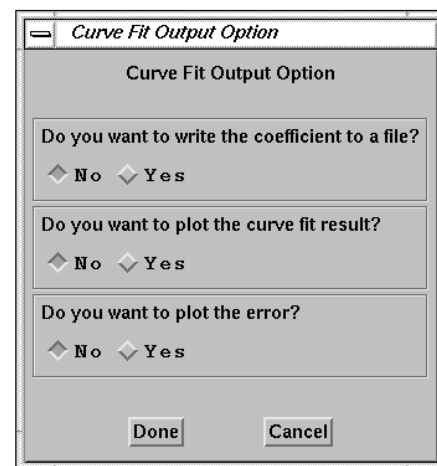 Curve Fit Output Option
Curve Fit Output Option
Do you want to write the coefficient to a file?
No Yes
Do you want to plot the curve fit result?
No Yes
Do you want to plot the error?
No Yes
Done Cancel